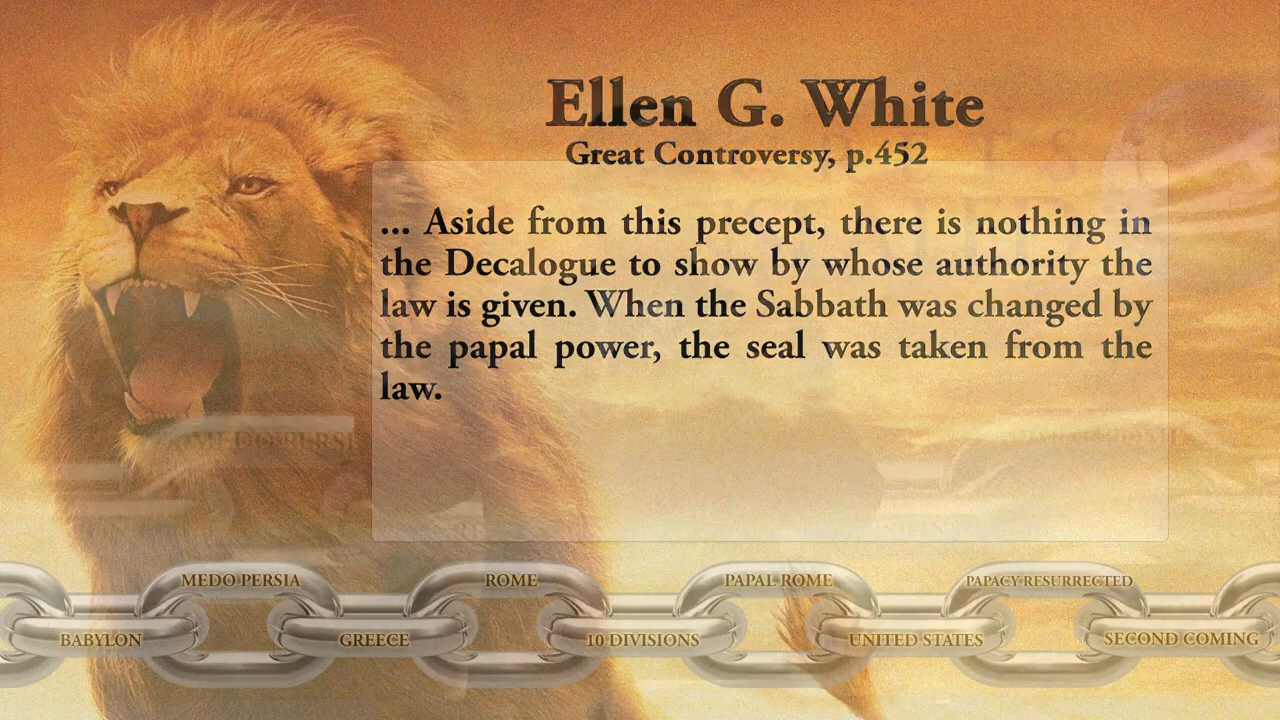 Ellen G. White
Great Controversy, p.452
... Aside from this precept, there is nothing in
the Decalogue to show by whose authority the
law is given. When the Sabbath was changed by
the papal power, the seal was taken from the
law.
MEDO PERSIA
ROME
PAPAL ROME
PAPACY RESURRECTED
BABYLON
GREECE
10 DIVISIONS
UNITED STATES
SECOND COMING